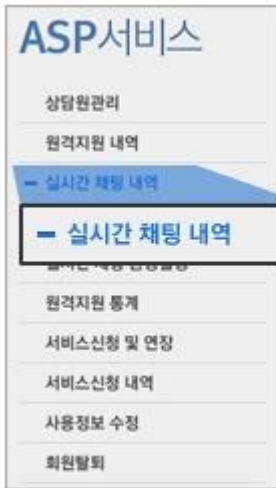 ASP서비스
상담원관리
원격지원 내역
– 실시간 채팅 내역
– 실시간 채팅 내역
원격지원 통계
서비스신청 및 연장
서비스신청 내역
사용정보 수정
회원탈퇴